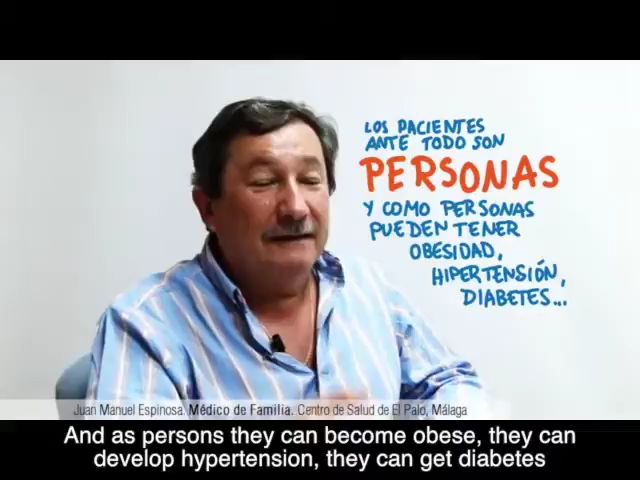 LOS PACIENTES
ANTE TODO SON
PERSONAS
Y COMO PERSONAS
PUEDEN TENER
OBESIDAD,
HIPERTENSIÓN,
DIABETES...
Juan Manuel Espinosa. Médico de Familia. Centro de Salud de El Palo, Málaga
And as persons they can become obese, they can
develop hypertension, they can get diabetes